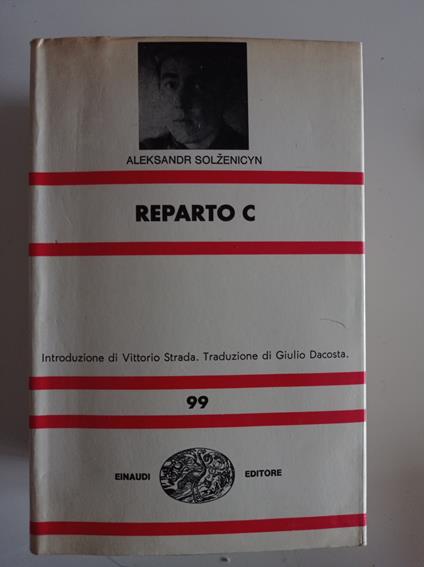 ALEKSANDR SOLŽENICYN
REPARTO C
Introduzione di Vittorio Strada. Traduzione di Giulio Dacosta.
99
EINAUDI EDITORE